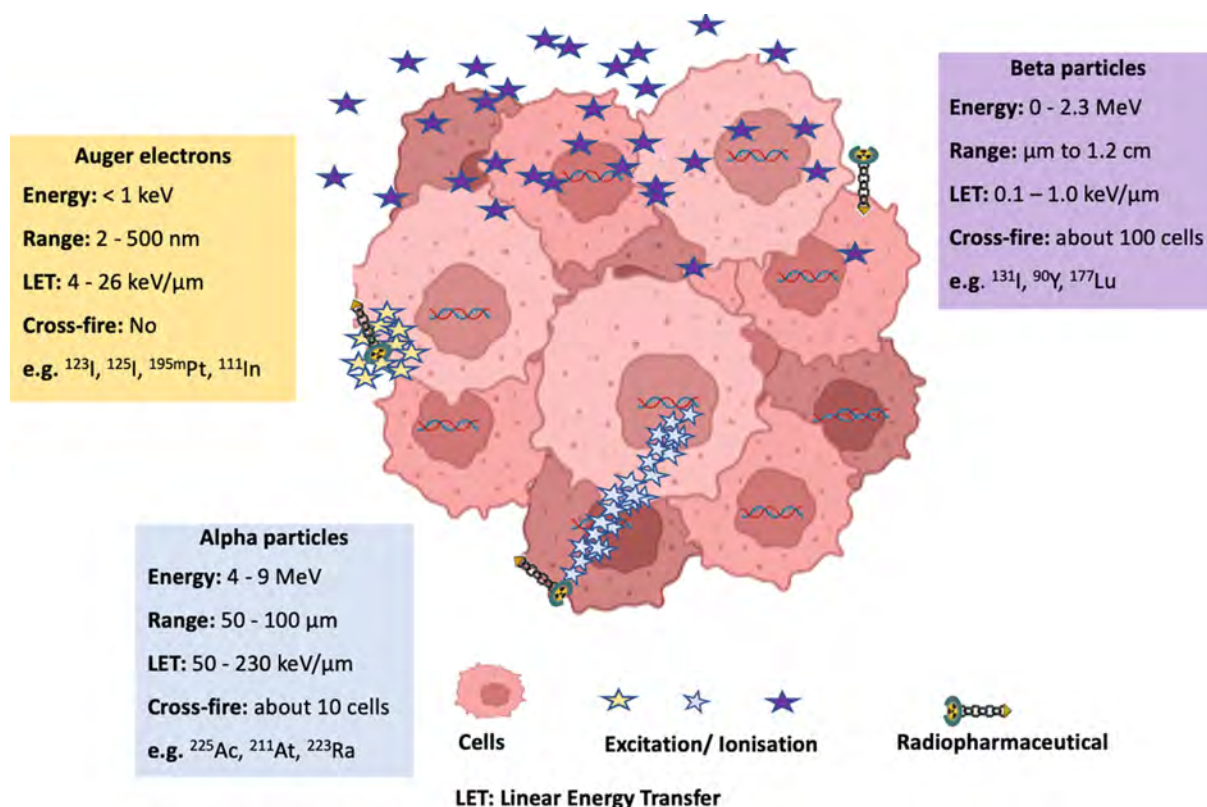 Auger electrons
Energy: < 1 keV
Range: 2 - 500 nm
LET: 4 - 26 keV/µm
Cross-fire: No
e.g. ¹²³I, ¹²⁵I, ¹⁹⁵ᵐPt, ¹¹¹In
Beta particles
Energy: 0 - 2.3 MeV
Range: µm to 1.2 cm
LET: 0.1 – 1.0 keV/µm
Cross-fire: about 100 cells
e.g. ¹³¹I, ⁹⁰Y, ¹⁷⁷Lu
Alpha particles
Energy: 4 - 9 MeV
Range: 50 - 100 µm
LET: 50 - 230 keV/µm
Cross-fire: about 10 cells
e.g. ²²⁵Ac, ²¹¹At, ²²³Ra
Cells
Excitation/ Ionisation
Radiopharmaceutical
LET: Linear Energy Transfer